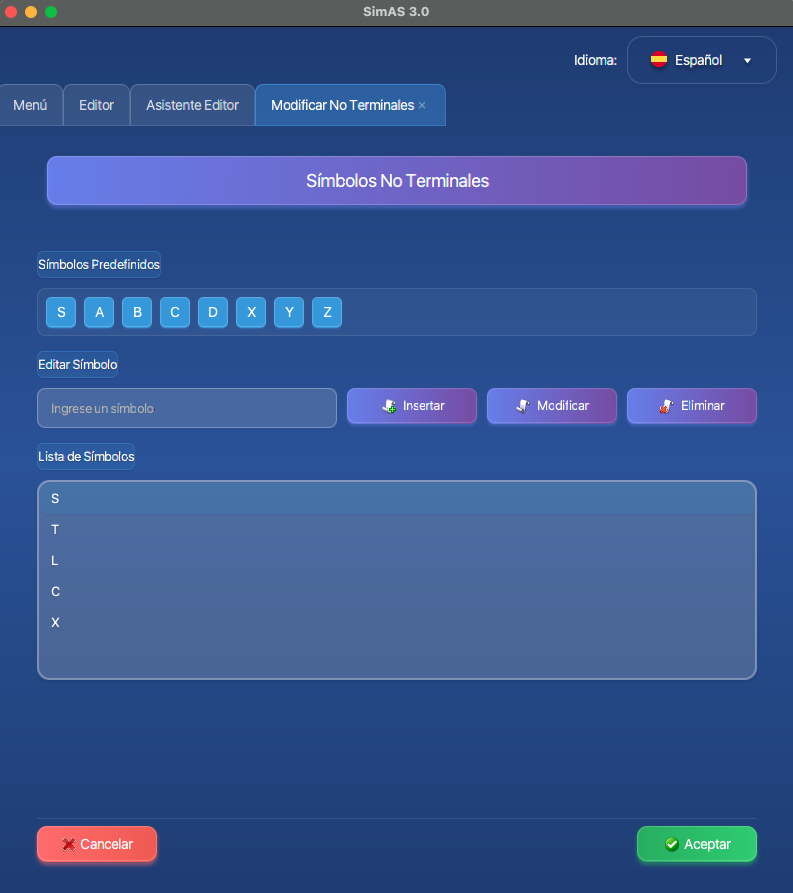 SimAS 3.0
Idioma: Español
Menú Editor Asistente Editor Modificar No Terminales ×
Símbolos No Terminales
Símbolos Predefinidos
S A B C D X Y Z
Editar Símbolo
Ingrese un símbolo Insertar Modificar Eliminar
Lista de Símbolos
S
T
L
C
X
Cancelar Aceptar